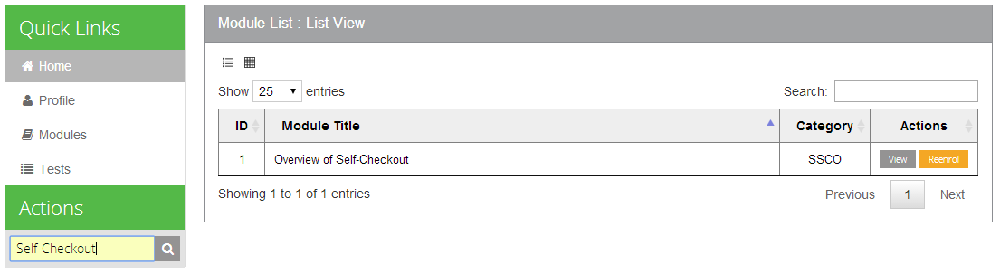 Quick Links
Home
Profile
Modules
Tests
Actions
Self-Checkout
Module List : List View
Show 25 entries
Search:
ID Module Title Category Actions
1 Overview of Self-Checkout SSCO View Reenrol
Showing 1 to 1 of 1 entries
Previous 1 Next